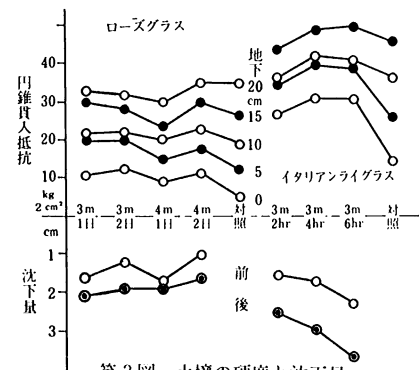 ローズグラス
地下
円錐貫入抵抗
40
30
20
10
kg
2 cm²
20
cm
15
10
5
0
イタリアンライグラス
3m
1日
3m
2日
4m
1日
4m
2日
対照
3m
2hr
3m
4hr
3m
6hr
対照
cm
沈下量
1
2
3
前
後